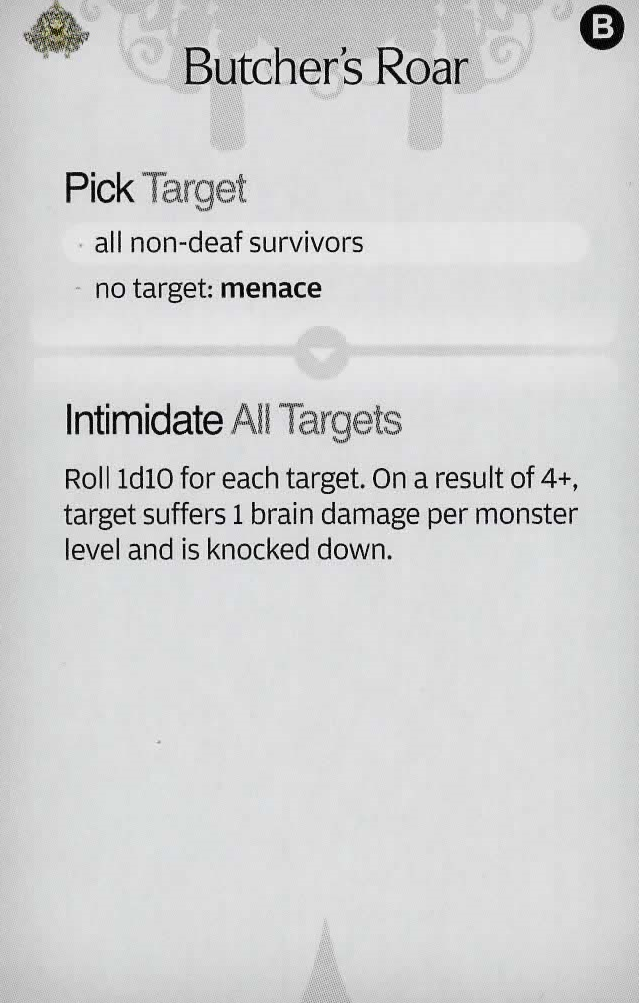 B
Butcher's Roar
Pick Target
· all non-deaf survivors
- no target: menace
Intimidate All Targets
Roll 1d10 for each target. On a result of 4+,
target suffers 1 brain damage per monster
level and is knocked down.